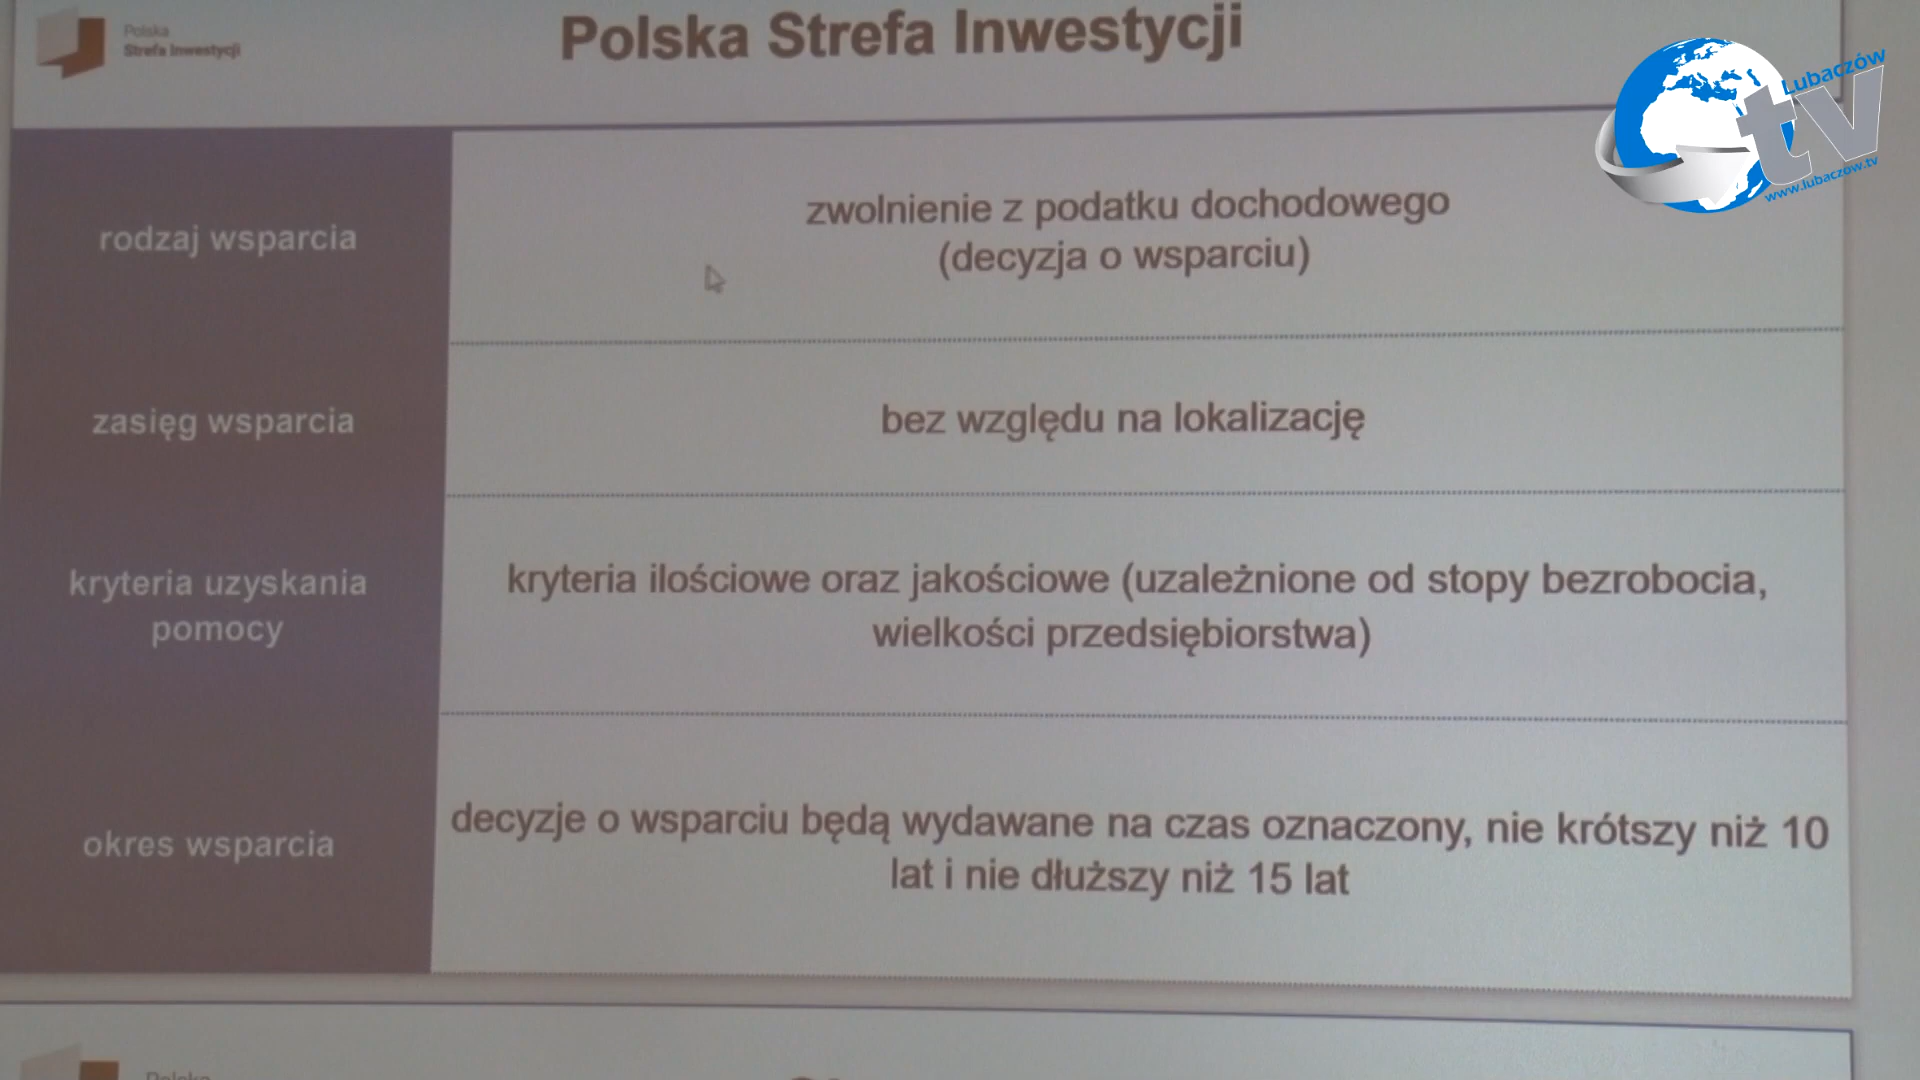 Polska
Strefa Inwestycji
Polska Strefa Inwestycji
Lubaczów
tv
www.lubaczow.tv
rodzaj wsparcia
zwolnienie z podatku dochodowego
(decyzja o wsparciu)
zasięg wsparcia
bez względu na lokalizację
kryteria uzyskania
pomocy
kryteria ilościowe oraz jakościowe (uzależnione od stopy bezrobocia,
wielkości przedsiębiorstwa)
okres wsparcia
decyzje o wsparciu będą wydawane na czas oznaczony, nie krótszy niż 10
lat i nie dłuższy niż 15 lat
Polska